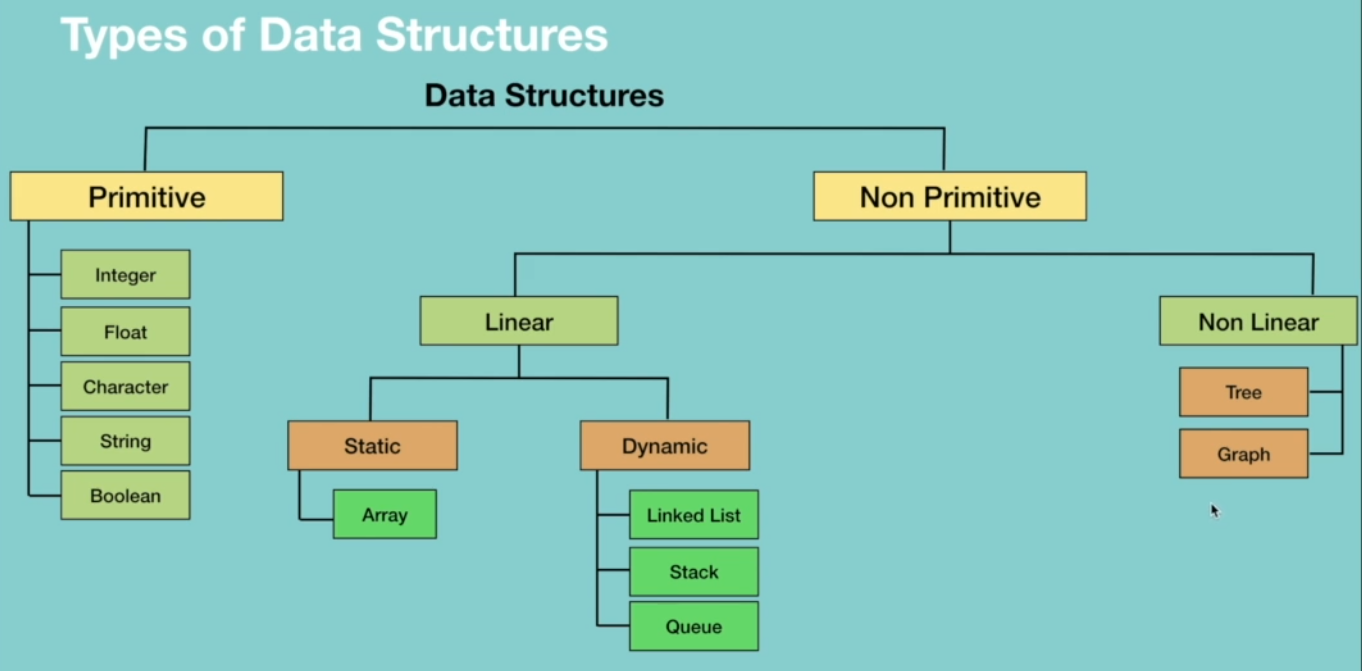 Types of Data Structures
Data Structures
Primitive
Non Primitive
Integer
Float
Character
String
Boolean
Linear
Non Linear
Static
Dynamic
Array
Linked List
Stack
Queue
Tree
Graph